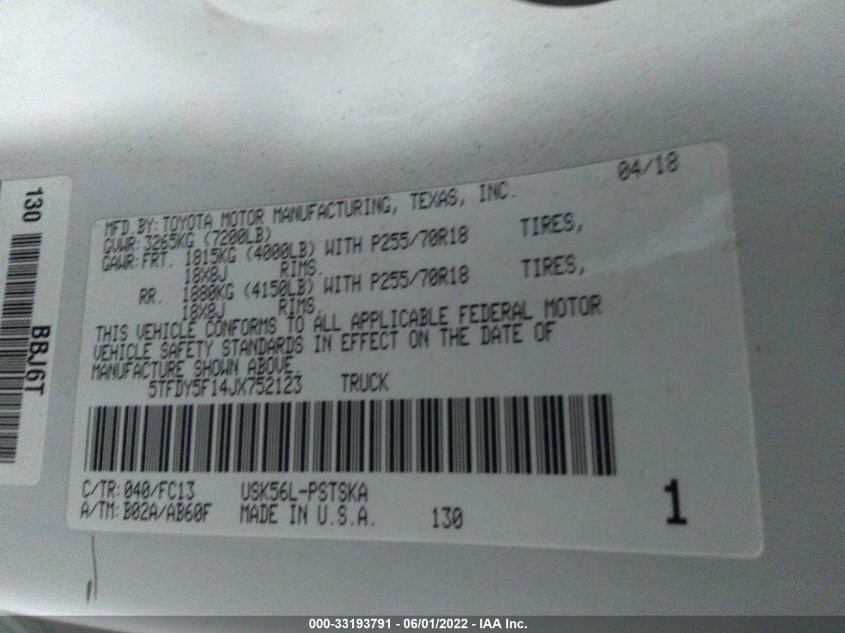 130
BBJ6T
04/18
MFD.BY:TOYOTA MOTOR MANUFACTURING, TEXAS, INC.
GVWR:3265KG (7200LB)
GAWR:FRT. 1815KG (4000LB) WITH P255/70R18 TIRES,
18X8J RIMS.
RR. 1880KG (4150LB) WITH P255/70R18 TIRES,
18X8J RIMS.
THIS VEHICLE CONFORMS TO ALL APPLICABLE FEDERAL MOTOR
VEHICLE SAFETY STANDARDS IN EFFECT ON THE DATE OF
MANUFACTURE SHOWN ABOVE.
5TFDY5F14JX752123 TRUCK
C/TR:040/FC13 USK56L-PSTSKA
A/TM:B02A/AB60F MADE IN U.S.A. 130
1
000-33193791 - 06/01/2022 - IAA Inc.